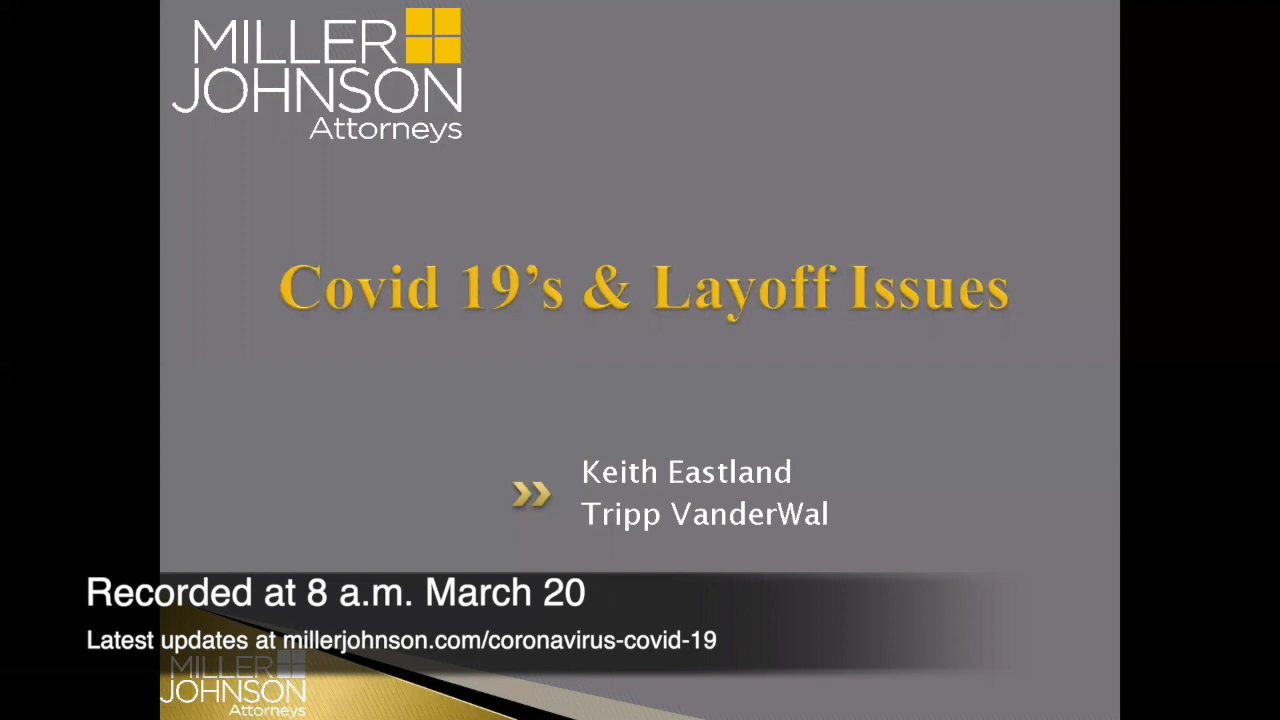 MILLER
JOHNSON
Attorneys
Covid 19's & Layoff Issues
Keith Eastland
Tripp VanderWal
Recorded at 8 a.m. March 20
Latest updates at millerjohnson.com/coronavirus-covid-19
MILLER
JOHNSON
Attorneys